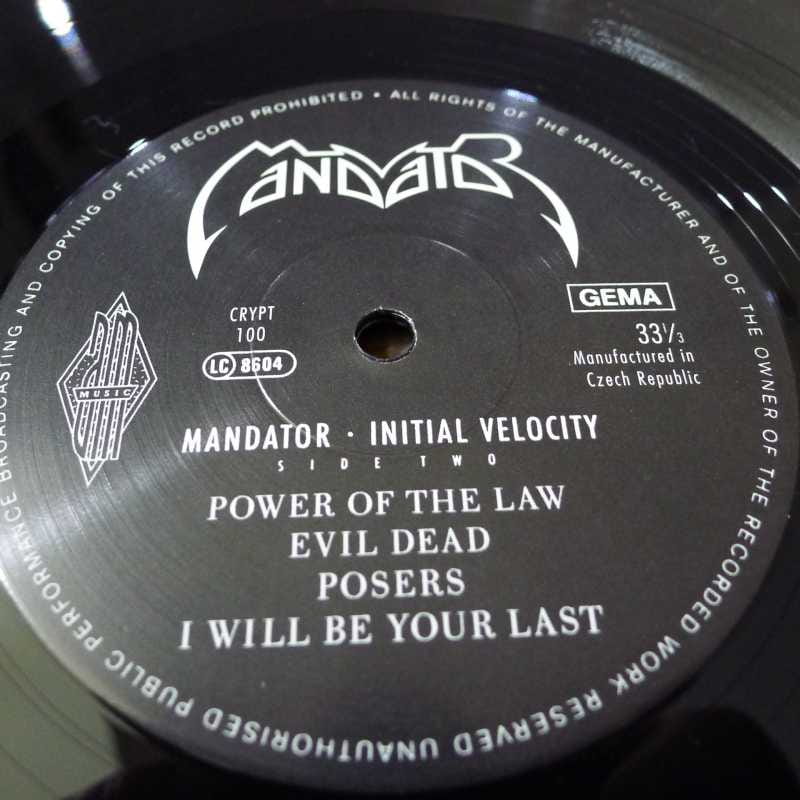 ALL RIGHTS OF THE MANUFACTURER AND OF THE OWNER OF THE RECORDED WORK RESERVED UNAUTHORISED PUBLIC PERFORMANCE BROADCASTING AND COPYING OF THIS RECORD PROHIBITED •
MANDATOR
CRYPT
100
LC 8604
GEMA
33⅓
Manufactured in
Czech Republic
MUSIC
MANDATOR · INITIAL VELOCITY
SIDE TWO
POWER OF THE LAW
EVIL DEAD
POSERS
I WILL BE YOUR LAST